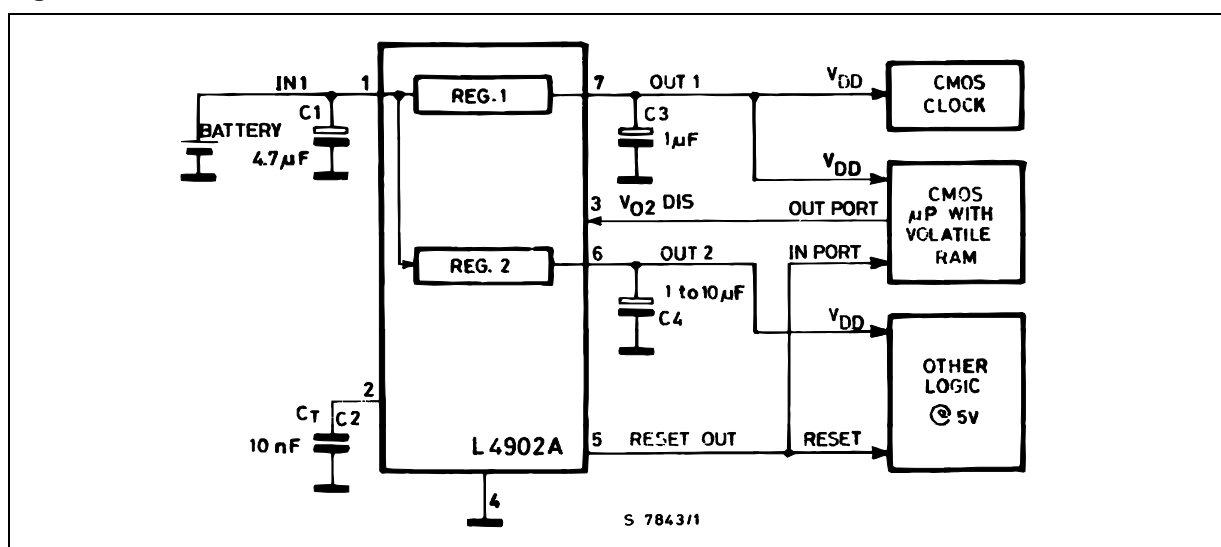 IN1
1
REG.1
7
OUT 1
VDD
CMOS
CLOCK
C1
BATTERY
4.7µF
C3
1µF
VDD
CMOS
µP WITH
VOLATILE
RAM
3
VO2 DIS
OUT PORT
REG. 2
6
OUT 2
IN PORT
1 to 10µF
C4
VDD
OTHER
LOGIC
@ 5V
2
CT
C2
10 nF
L4902A
5
RESET OUT
RESET
4
S 7843/1